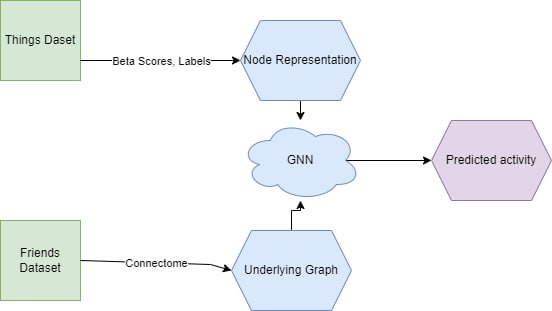 Things Daset
Beta Scores, Labels
Node Representation
GNN
Predicted activity
Friends
Dataset
Connectome
Underlying Graph